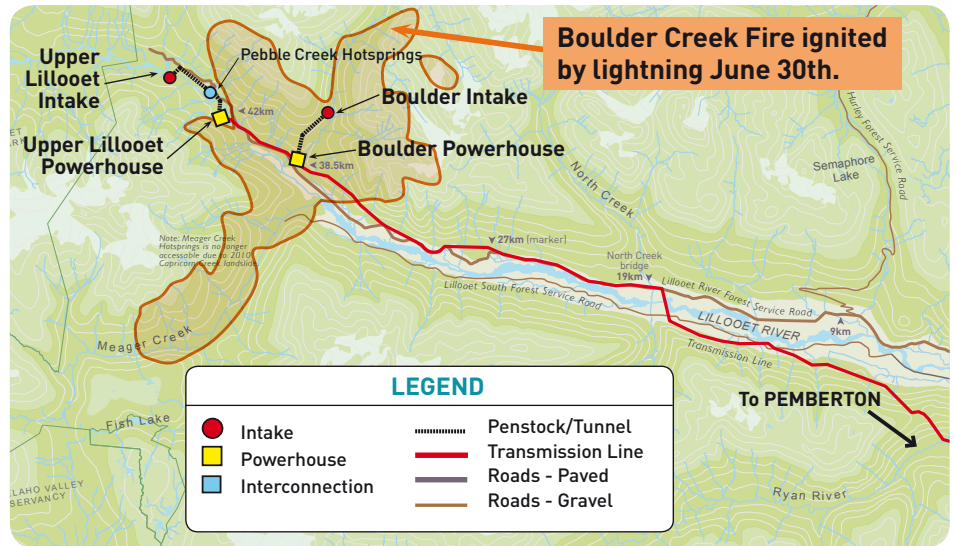 Boulder Creek Fire ignited
by lightning June 30th.
Upper
Lillooet
Intake
Pebble Creek Hotsprings
Boulder Intake
42km
Upper Lillooet
Powerhouse
Boulder Powerhouse
38.5km
Hurley Forest Service Road
Semaphore
Lake
North Creek
Note: Meager Creek
Hotsprings is no longer
accessable due to 2010
Capricorn Creek landslide.
27km (marker)
North Creek
bridge
19km
Lillooet South Forest Service Road
Lillooet River Forest Service Road
LILLOOET RIVER
9km
Transmission Line
Meager Creek
To PEMBERTON
Fish Lake
Ryan River
VALLEY
LEGEND
Intake
Powerhouse
Interconnection
Penstock/Tunnel
Transmission Line
Roads - Paved
Roads - Gravel